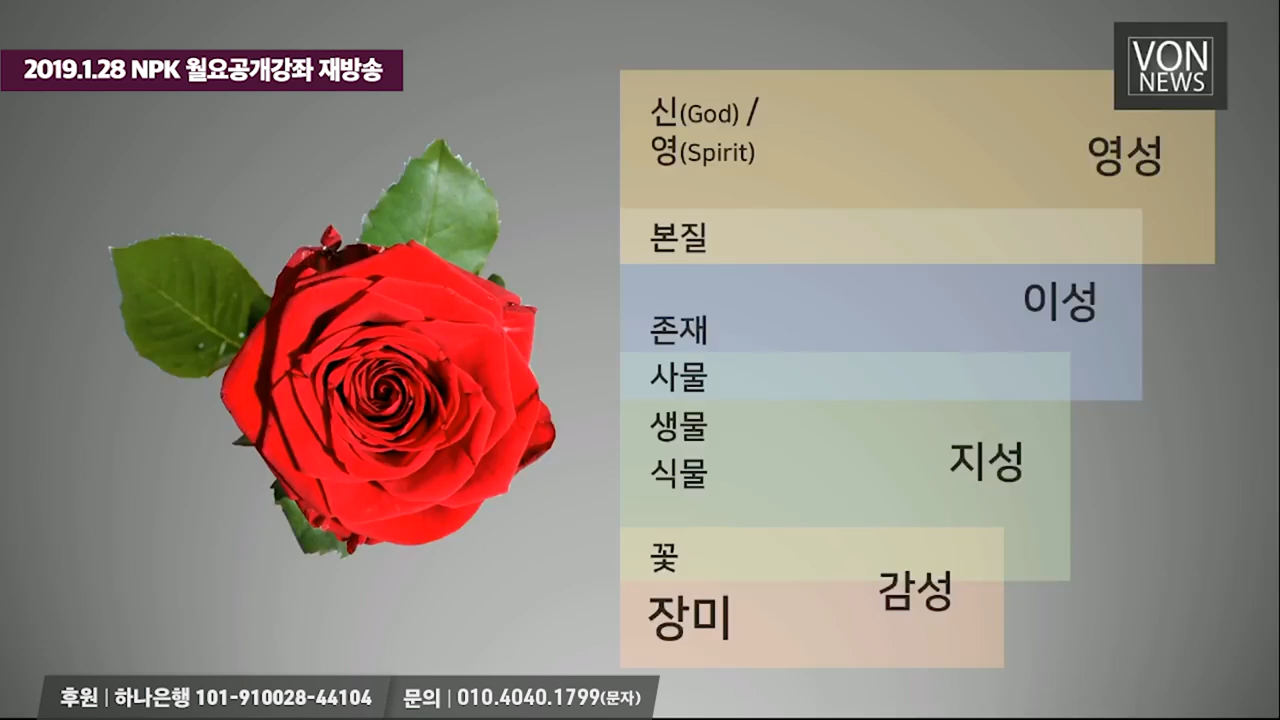 2019.1.28 NPK 월요공개강좌 재방송
VON
NEWS
신(God) /
영(Spirit)
영성
본질
이성
존재
사물
생물
지성
식물
꽃
감성
장미
후원 | 하나은행 101-910028-44104 문의 | 010.4040.1799(문자)